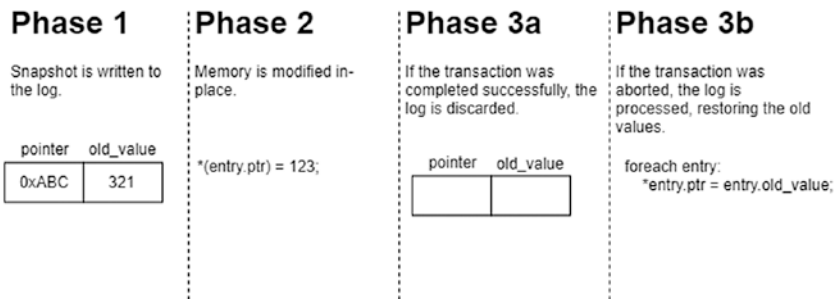 Phase 1
Snapshot is written to
the log.
pointer old_value
0xABC 321
Phase 2
Memory is modified in-
place.
*(entry.ptr) = 123;
Phase 3a
If the transaction was
completed successfully, the
log is discarded.
pointer old_value
Phase 3b
If the transaction was
aborted, the log is
processed, restoring the old
values.
foreach entry:
*entry.ptr = entry.old_value;